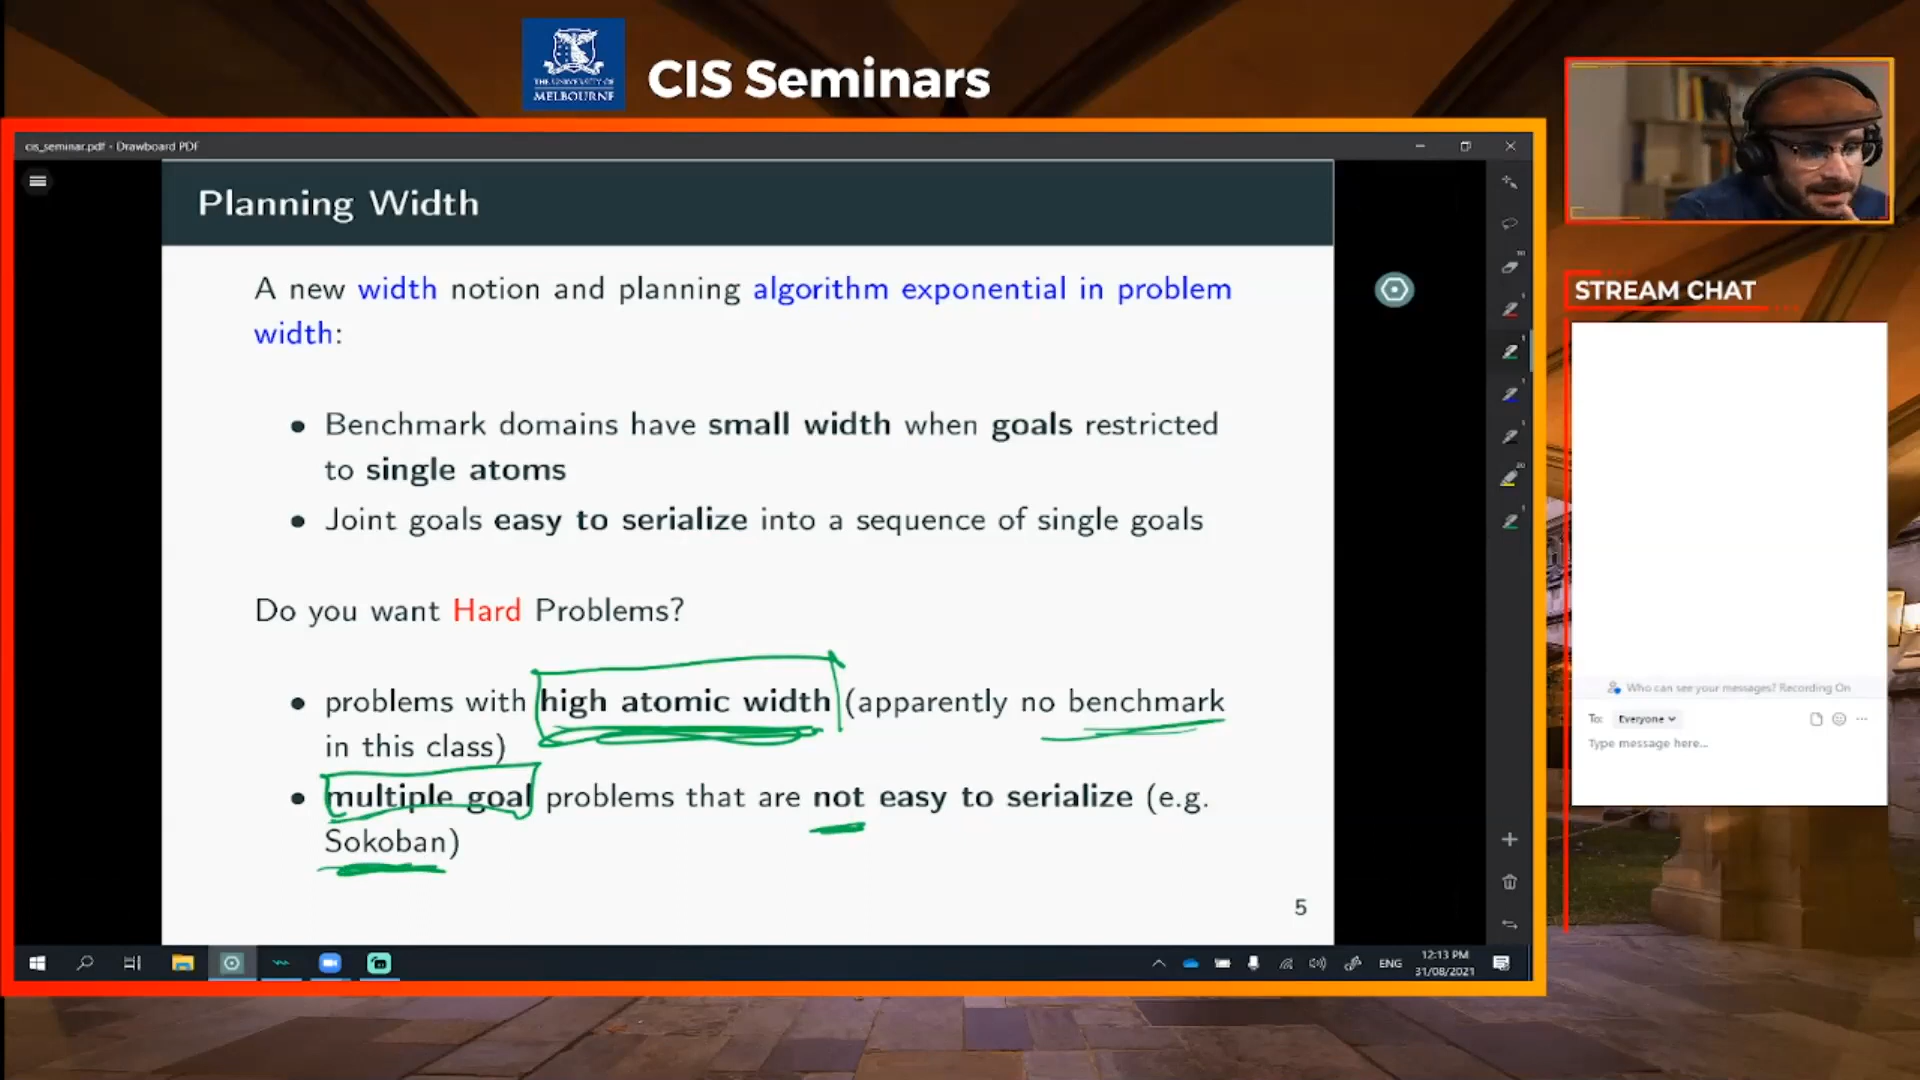 THE UNIVERSITY OF
MELBOURNE
CIS Seminars
cis_seminar.pdf - Drawboard PDF
Planning Width
A new width notion and planning algorithm exponential in problem
width:
• Benchmark domains have small width when goals restricted
to single atoms
• Joint goals easy to serialize into a sequence of single goals
Do you want Hard Problems?
• problems with high atomic width (apparently no benchmark
in this class)
• multiple goal problems that are not easy to serialize (e.g.
Sokoban)
5
STREAM CHAT
Who can see your messages? Recording On
To: Everyone
Type message here...
ENG
12:13 PM
31/08/2021